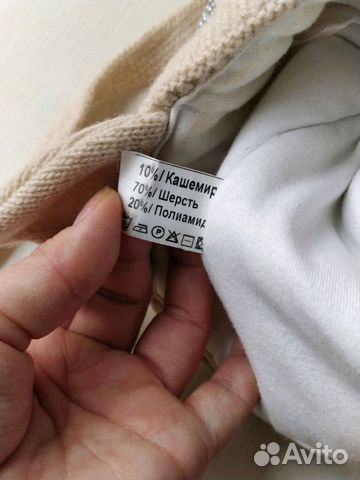 10%/ Кашемир
70%/ Шерсть
20%/ Полиамид
P
Avito